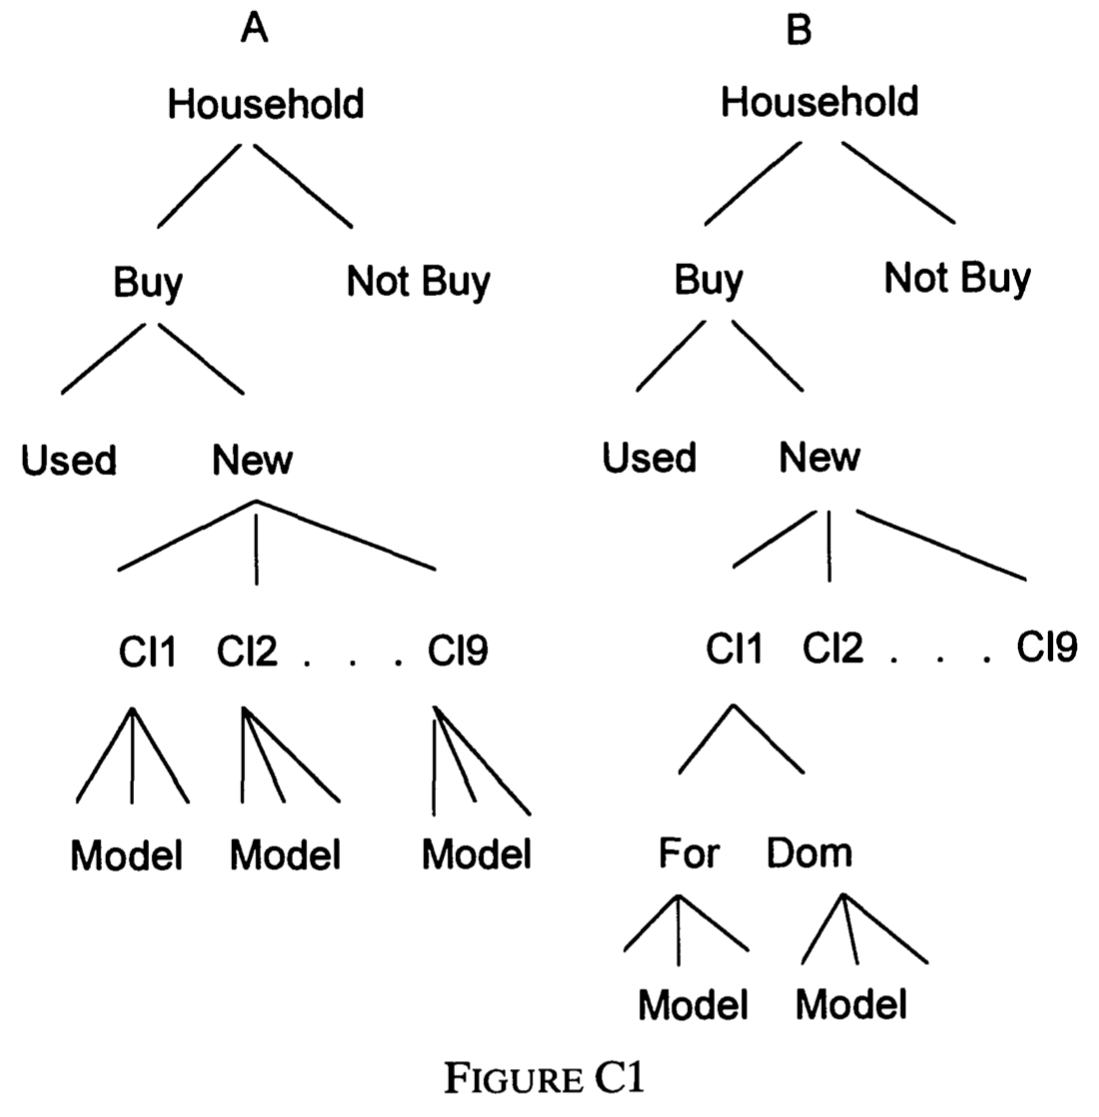 A B
Household Household
Buy Not Buy Buy Not Buy
Used New Used New
Cl1 Cl2 . . . Cl9 Cl1 Cl2 . . . Cl9
Model Model Model For Dom
Model Model
FIGURE C1